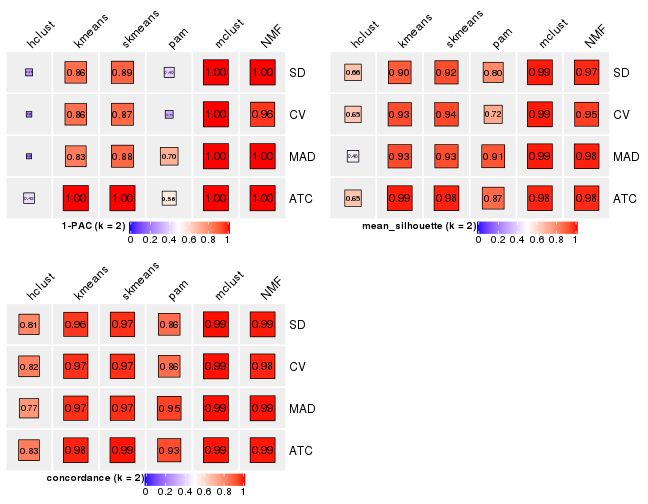 hclust kmeans skmeans pam mclust NMF
0.86 0.89 1.00 1.00 SD
0.86 0.87 1.00 0.96 CV
0.83 0.88 0.70 1.00 1.00 MAD
1.00 1.00 0.56 1.00 1.00 ATC
1-PAC (k = 2)
0 0.2 0.4 0.6 0.8 1
hclust kmeans skmeans pam mclust NMF
0.66 0.90 0.92 0.80 0.99 0.97 SD
0.65 0.93 0.94 0.72 0.99 0.95 CV
0.93 0.93 0.91 0.99 0.98 MAD
0.65 0.99 0.98 0.87 0.98 0.98 ATC
mean_silhouette (k = 2)
0 0.2 0.4 0.6 0.8 1
hclust kmeans skmeans pam mclust NMF
0.81 0.96 0.97 0.86 0.99 0.99 SD
0.82 0.97 0.97 0.86 0.99 0.98 CV
0.77 0.97 0.97 0.95 0.99 0.99 MAD
0.83 0.98 0.99 0.93 0.99 0.99 ATC
concordance (k = 2)
0 0.2 0.4 0.6 0.8 1